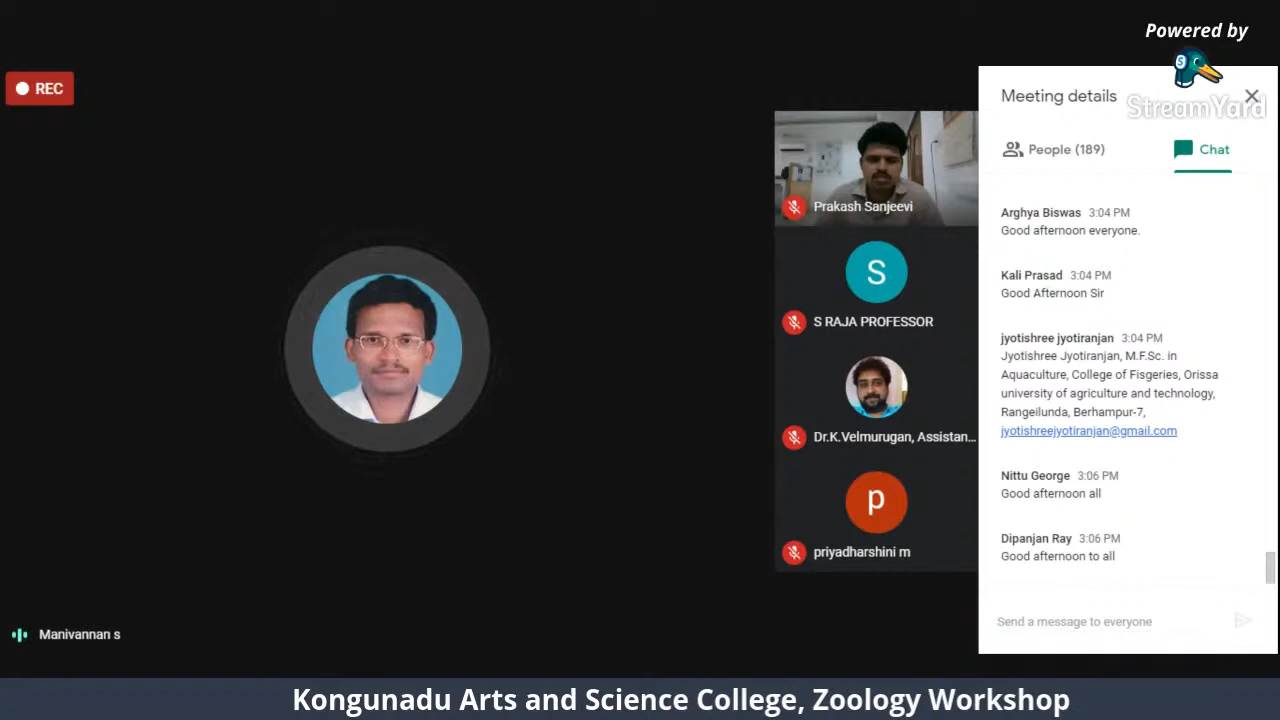 Powered by
S
StreamYard
REC
Meeting details
People (189)
Chat
Prakash Sanjeevi
S
S RAJA PROFESSOR
Dr.K.Velmurugan, Assistan...
p
priyadharshini m
Arghya Biswas 3:04 PM
Good afternoon everyone.
Kali Prasad 3:04 PM
Good Afternoon Sir
jyotishree jyotiranjan 3:04 PM
Jyotishree Jyotiranjan, M.F.Sc. in
Aquaculture, College of Fisgeries, Orissa
university of agriculture and technology,
Rangeilunda, Berhampur-7,
jyotishreejyotiranjan@gmail.com
Nittu George 3:06 PM
Good afternoon all
Dipanjan Ray 3:06 PM
Good afternoon to all
Send a message to everyone
Manivannan s
Kongunadu Arts and Science College, Zoology Workshop